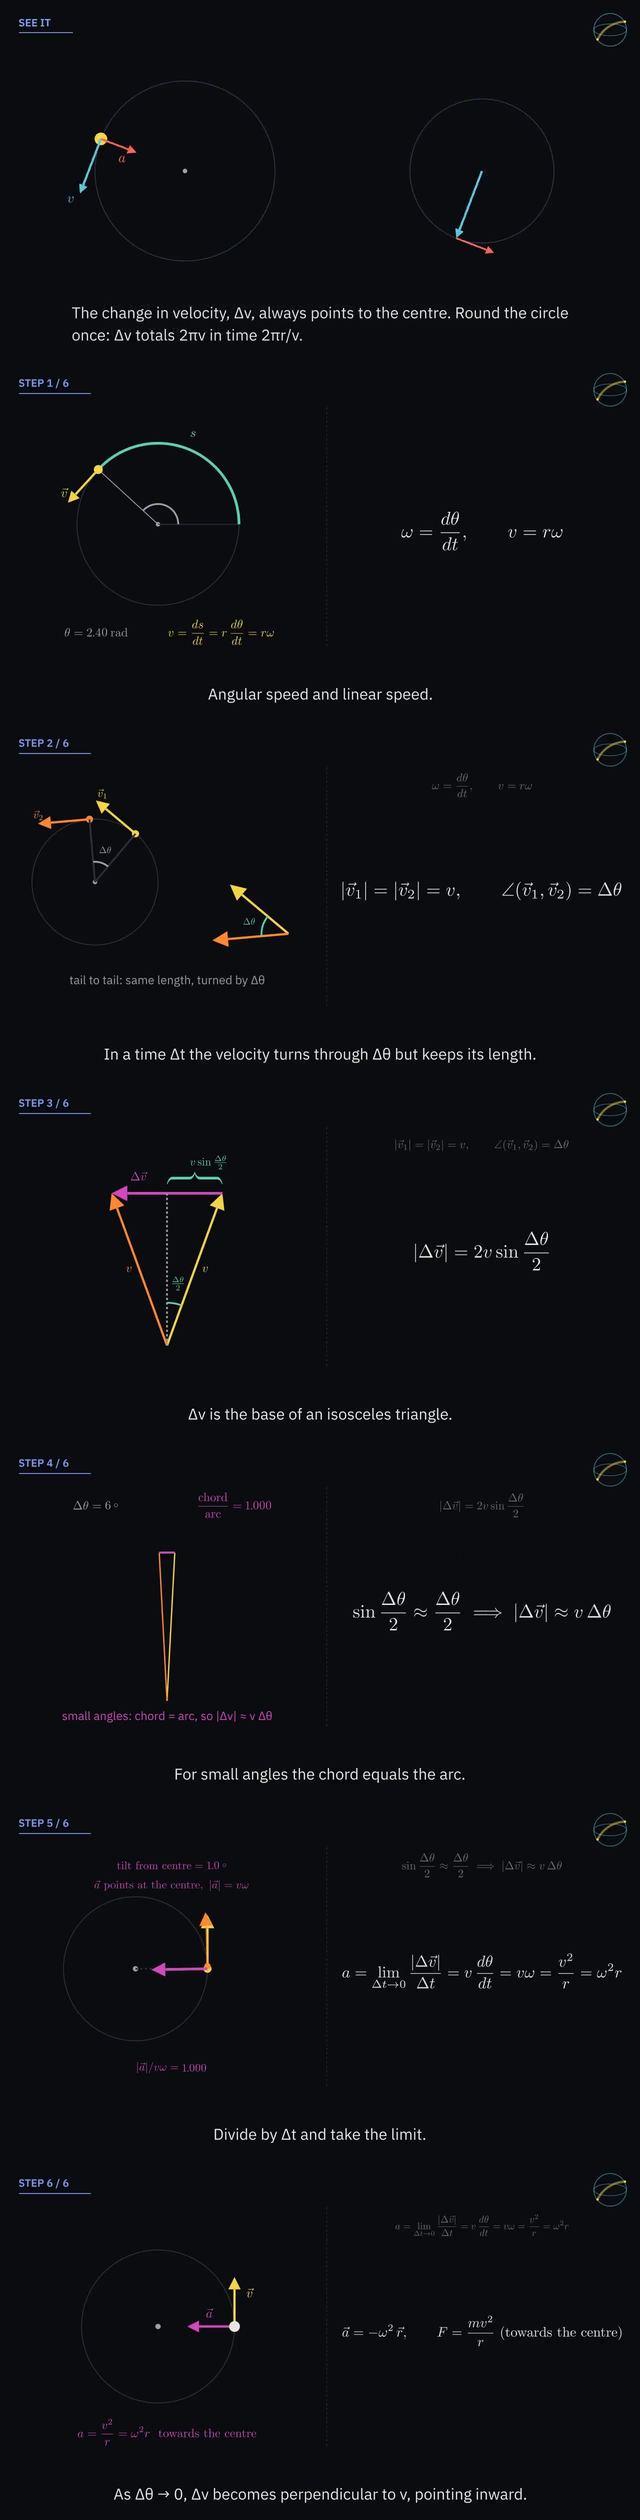 SEE IT
a
v
The change in velocity, Δv, always points to the centre. Round the circle
once: Δv totals 2πv in time 2πr/v.
STEP 1 / 6
s
v⃗
ω = dθ/dt,  v = rω
θ = 2.40 rad  v = ds/dt = r dθ/dt = rω
Angular speed and linear speed.
STEP 2 / 6
ω = dθ/dt,  v = rω
v⃗₁
v⃗₂
Δθ
|v⃗₁| = |v⃗₂| = v,  ∠(v⃗₁, v⃗₂) = Δθ
Δθ
tail to tail: same length, turned by Δθ
In a time Δt the velocity turns through Δθ but keeps its length.
STEP 3 / 6
|v⃗₁| = |v⃗₂| = v,  ∠(v⃗₁, v⃗₂) = Δθ
v sin Δθ/2
Δv⃗
|Δv⃗| = 2v sin Δθ/2
v
v
Δθ/2
Δv is the base of an isosceles triangle.
STEP 4 / 6
Δθ = 6°
chord/arc = 1.000
|Δv⃗| = 2v sin Δθ/2
sin Δθ/2 ≈ Δθ/2 ⟹ |Δv⃗| ≈ v Δθ
small angles: chord = arc, so |Δv| ≈ v Δθ
For small angles the chord equals the arc.
STEP 5 / 6
tilt from centre = 1.0°
a⃗ points at the centre, |a⃗| = vω
sin Δθ/2 ≈ Δθ/2 ⟹ |Δv⃗| ≈ v Δθ
a = lim Δt→0 |Δv⃗|/Δt = v dθ/dt = vω = v²/r = ω²r
|a⃗|/vω = 1.000
Divide by Δt and take the limit.
STEP 6 / 6
a = lim Δt→0 |Δv⃗|/Δt = v dθ/dt = vω = v²/r = ω²r
v⃗
a⃗
a⃗ = −ω² r⃗,  F = mv²/r (towards the centre)
a = v²/r = ω²r towards the centre
As Δθ → 0, Δv becomes perpendicular to v, pointing inward.